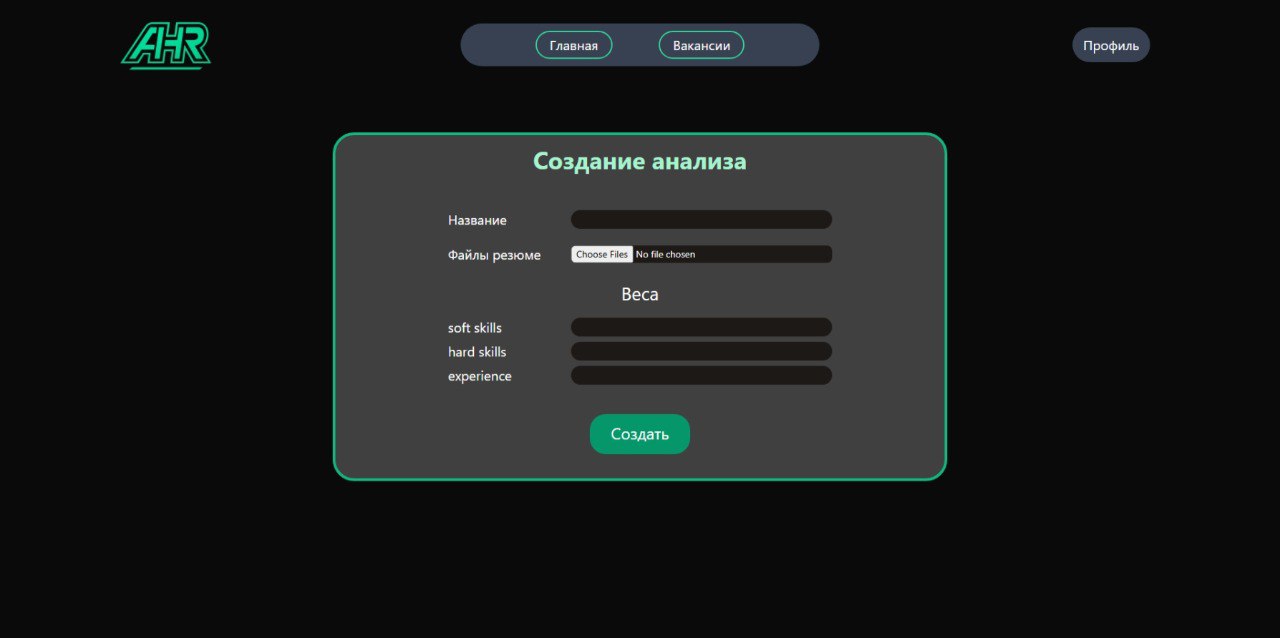 AHR
Главная
Вакансии
Профиль
Создание анализа
Название
Файлы резюме
Choose Files No file chosen
Веса
soft skills
hard skills
experience
Создать